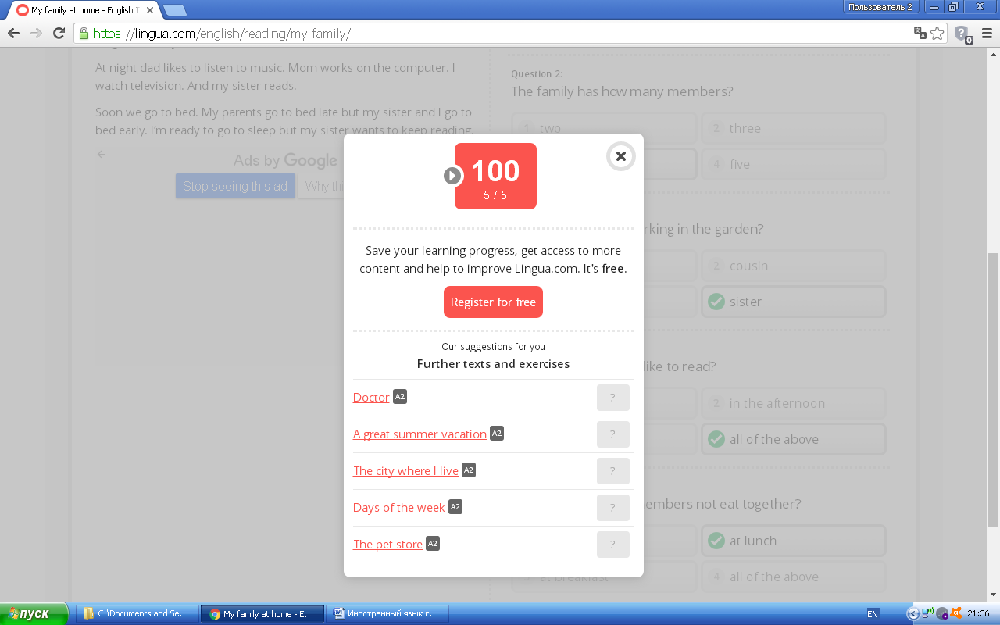 My family at home - English T
Пользователь 2
https://lingua.com/english/reading/my-family/
0
At night dad likes to listen to music. Mom works on the computer. I
watch television. And my sister reads.
Soon we go to bed. My parents go to bed late but my sister and I go to
bed early. I'm ready to go to sleep but my sister wants to keep reading.
Ads by Google
Stop seeing this ad
Why thi
Question 2:
The family has how many members?
1 two
2 three
4 five
rking in the garden?
2 cousin
sister
like to read?
2 in the afternoon
all of the above
embers not eat together?
at lunch
3 at breakfast
4 all of the above
100
5 / 5
Save your learning progress, get access to more
content and help to improve Lingua.com. It's free.
Register for free
Our suggestions for you
Further texts and exercises
Doctor A2 ?
A great summer vacation A2 ?
The city where I live A2 ?
Days of the week A2 ?
The pet store A2 ?
пуск
C:\Documents and Se...
My family at home - E...
Иностранный язык г...
EN
21:36